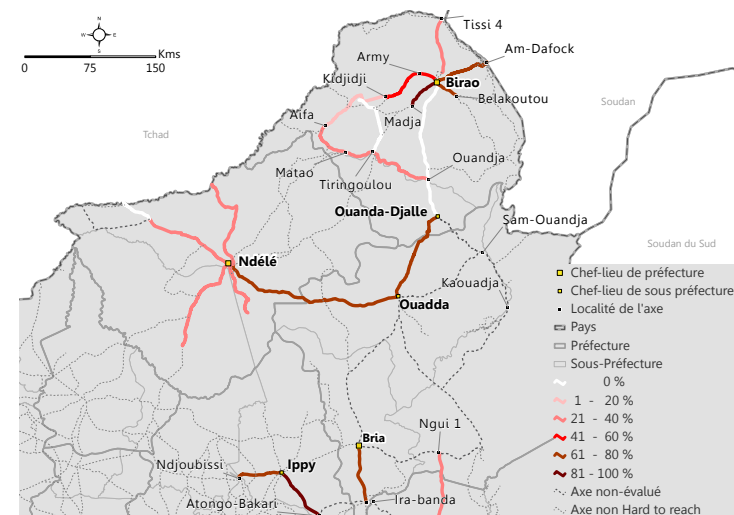 N
W E
S
Kms
0 75 150
Tissi 4
Am-Dafock
Army
Kidjidji
Birao
Belakoutou
Soudan
Aifa
Madja
Tchad
Ouandja
Matao
Tiringoulou
Ouanda-Djalle
Sam-Ouandja
Soudan du Sud
Ndélé
Kaouadja
Ouadda
Chef-lieu de préfecture
Chef-lieu de sous préfecture
Localité de l'axe
Pays
Préfecture
Sous-Préfecture
0 %
1 - 20 %
21 - 40 %
41 - 60 %
61 - 80 %
81 - 100 %
Axe non-évalué
Axe non Hard to reach
Ngui 1
Bria
Ndjoubissi
Ippy
Atongo-Bakari
Ira-banda